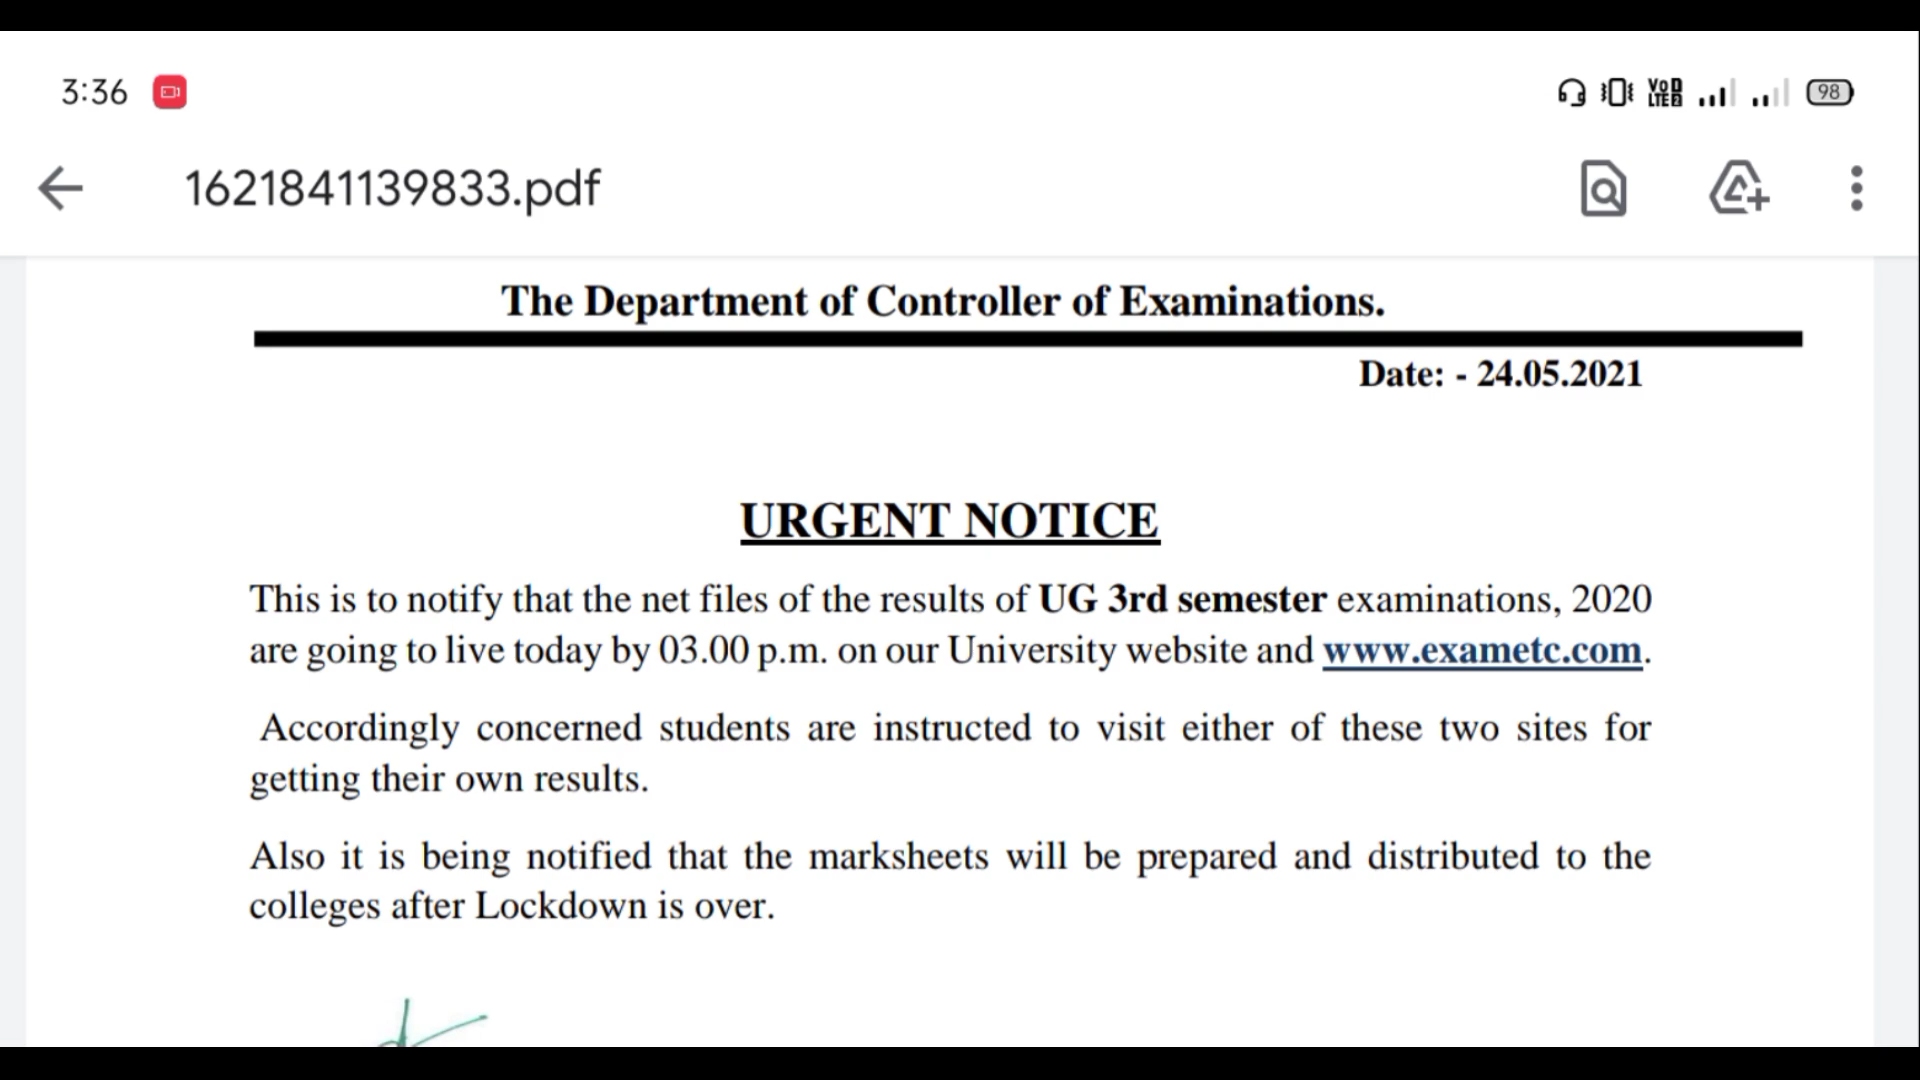 3:36
VoD LTE2
98
1621841139833.pdf
The Department of Controller of Examinations.
Date: - 24.05.2021
URGENT NOTICE
This is to notify that the net files of the results of UG 3rd semester examinations, 2020
are going to live today by 03.00 p.m. on our University website and www.exametc.com.
Accordingly concerned students are instructed to visit either of these two sites for
getting their own results.
Also it is being notified that the marksheets will be prepared and distributed to the
colleges after Lockdown is over.